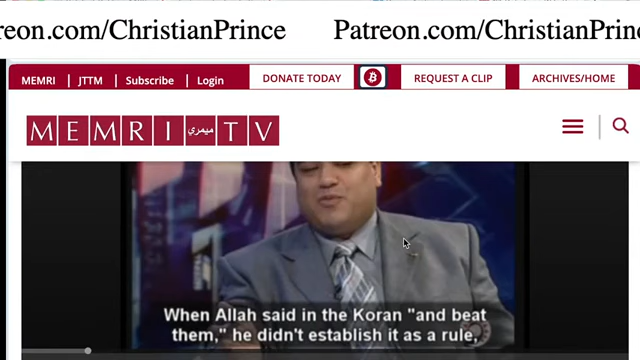 reon.com/ChristianPrince Patreon.com/ChristianPrinc
MEMRI | JTTM | Subscribe | Login DONATE TODAY REQUEST A CLIP ARCHIVES/HOME
MEMRI ميمري TV
When Allah said in the Koran "and beat
them," he didn't establish it as a rule,